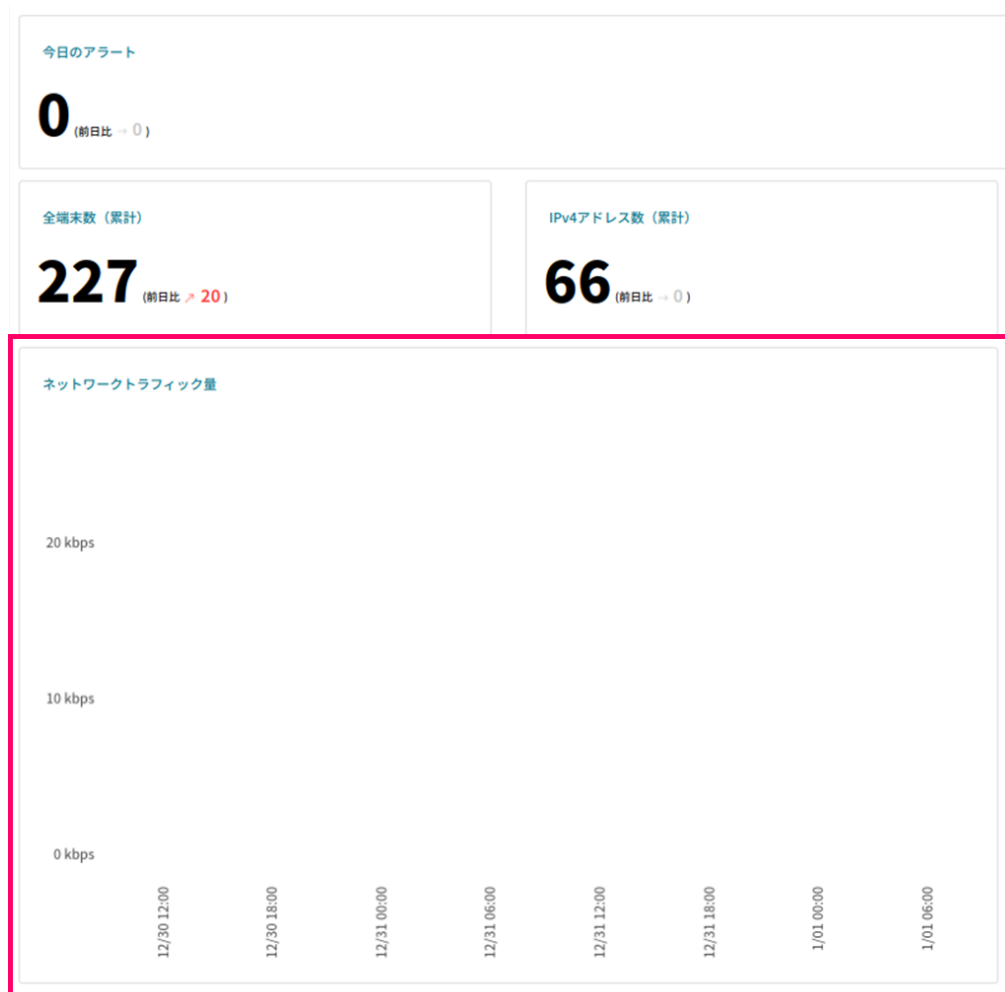 今日のアラート
0 (前日比 → 0 )
全端末数（累計）
227 (前日比 ↗ 20 )
IPv4アドレス数（累計）
66 (前日比 → 0 )
ネットワークトラフィック量
20 kbps
10 kbps
0 kbps
12/30 12:00
12/30 18:00
12/31 00:00
12/31 06:00
12/31 12:00
12/31 18:00
1/01 00:00
1/01 06:00